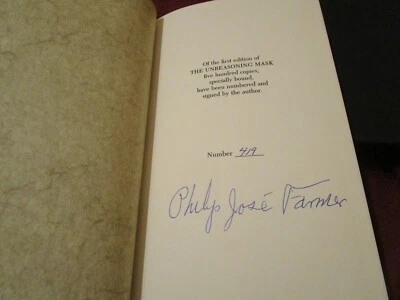 Of the first edition of
THE UNREASONING MASK
five hundred copies,
specially bound,
have been numbered and
signed by the author.
Number 419
Philip José Farmer